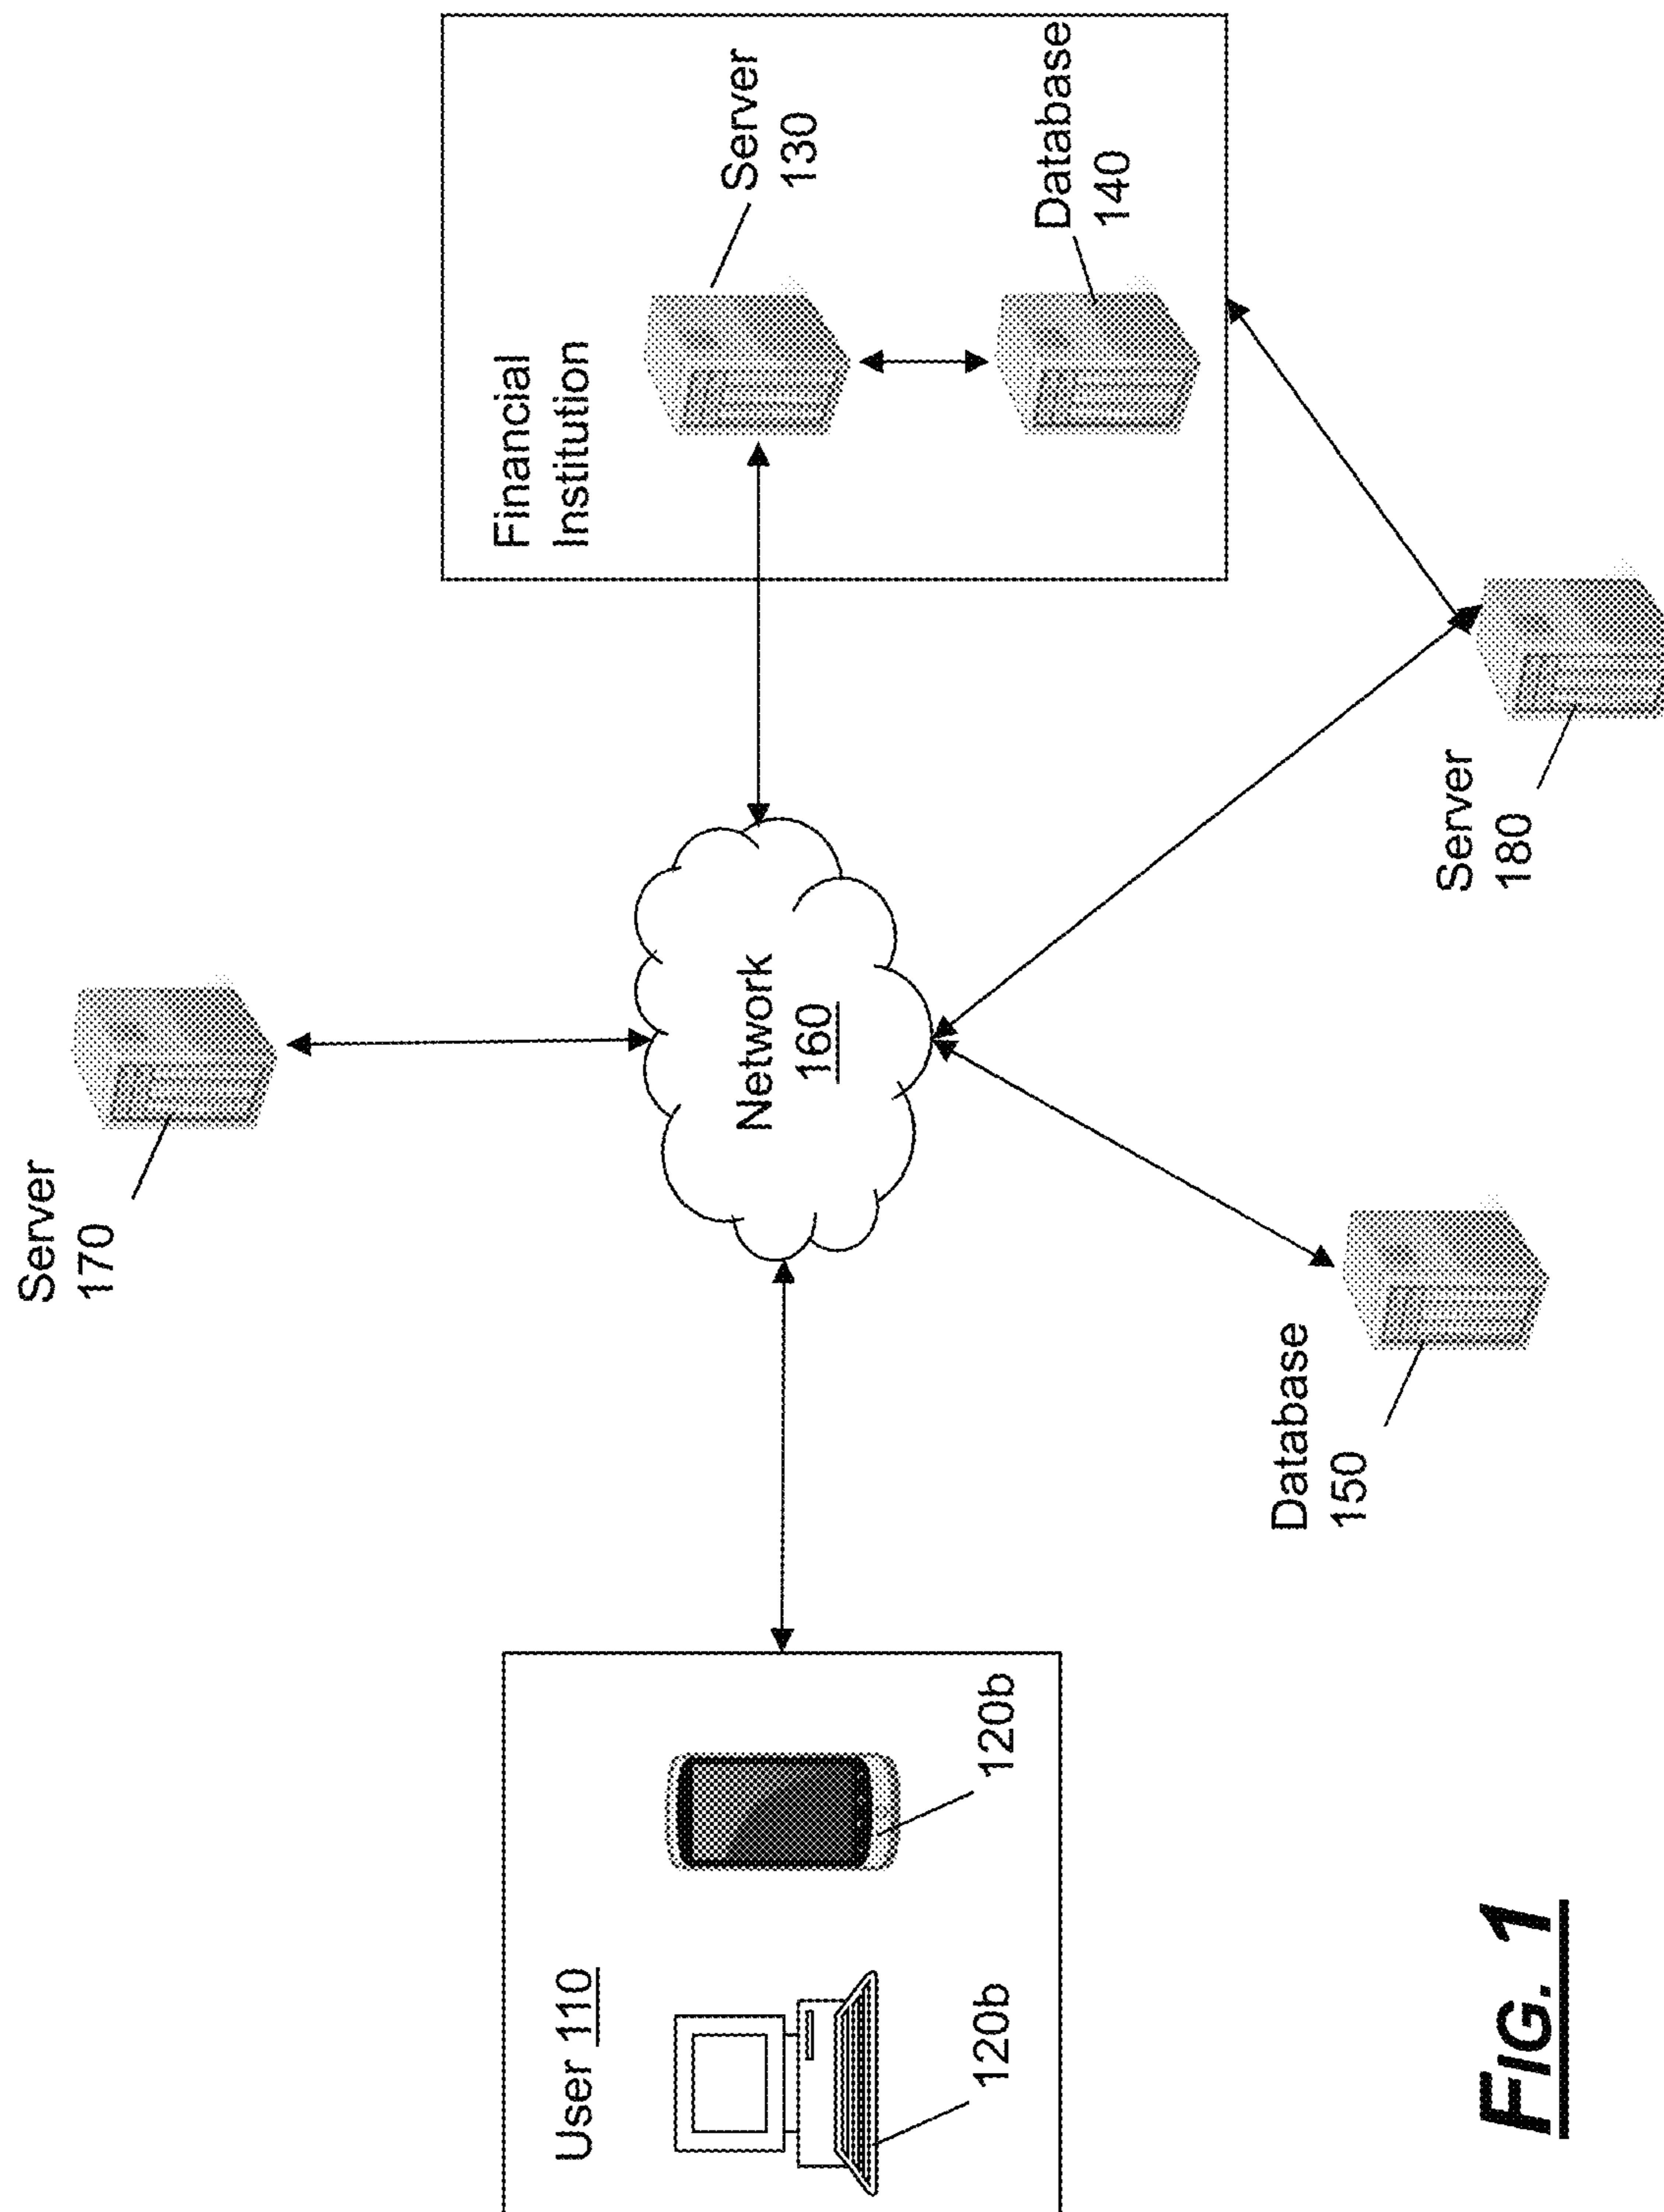 Server
170
User 110
120b
120b
Network
160
Financial
Institution
Server
130
Database
140
Database
150
Server
180
FIG. 1